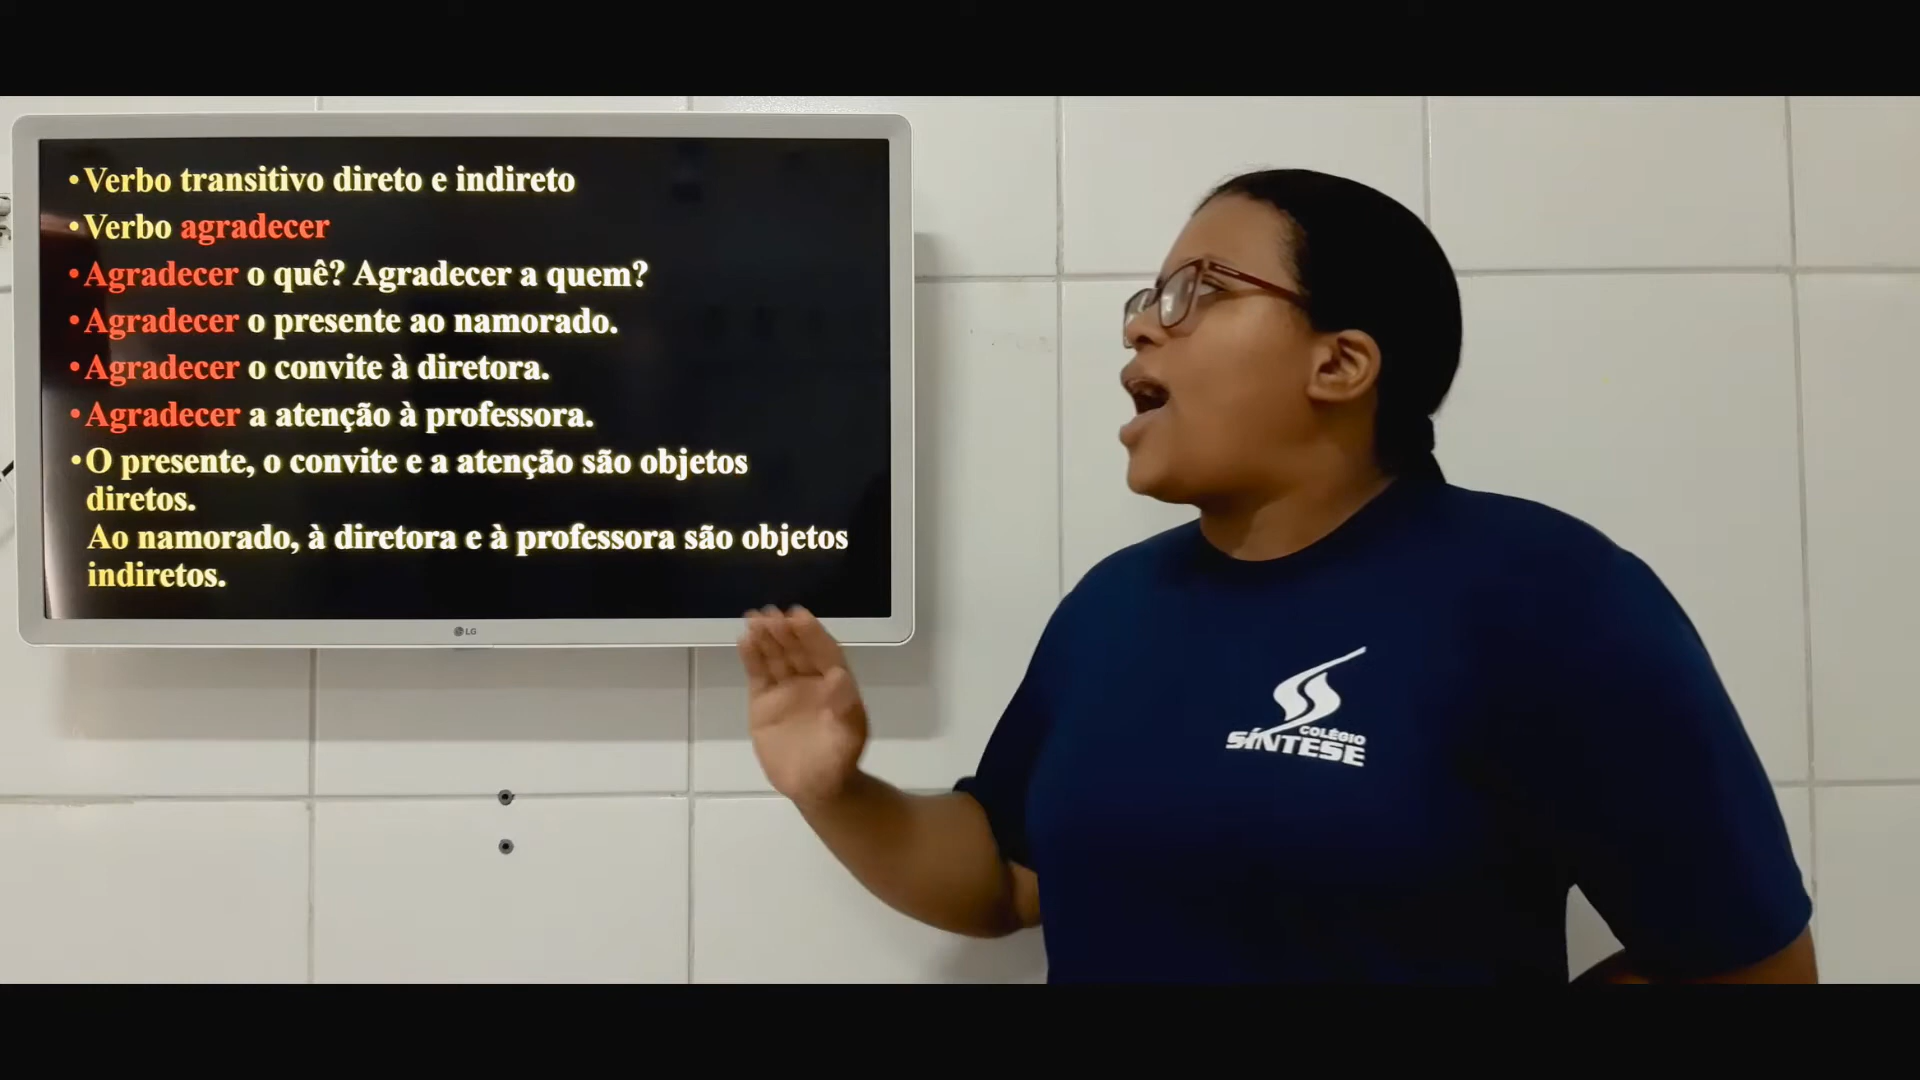 •Verbo transitivo direto e indireto
•Verbo agradecer
•Agradecer o quê? Agradecer a quem?
•Agradecer o presente ao namorado.
•Agradecer o convite à diretora.
•Agradecer a atenção à professora.
•O presente, o convite e a atenção são objetos
diretos.
Ao namorado, à diretora e à professora são objetos
indiretos.
LG
COLÉGIO
SÍNTESE